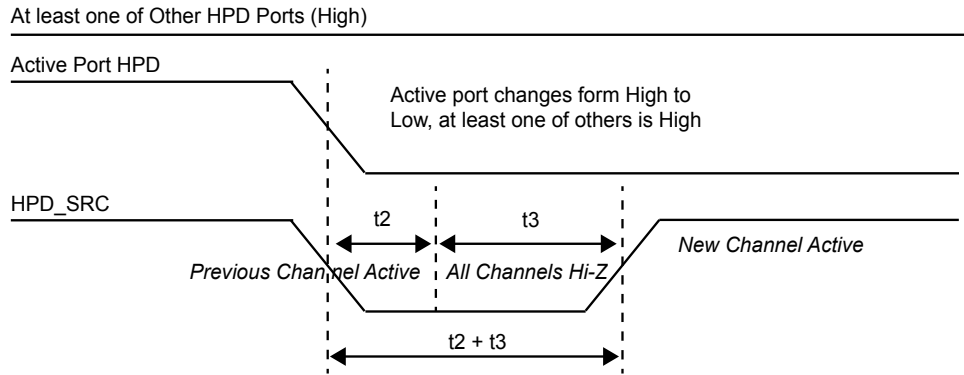 At least one of Other HPD Ports (High)
Active Port HPD
Active port changes form High to
Low, at least one of others is High
HPD_SRC
t2
t3
New Channel Active
Previous Channel Active
All Channels Hi-Z
t2 + t3